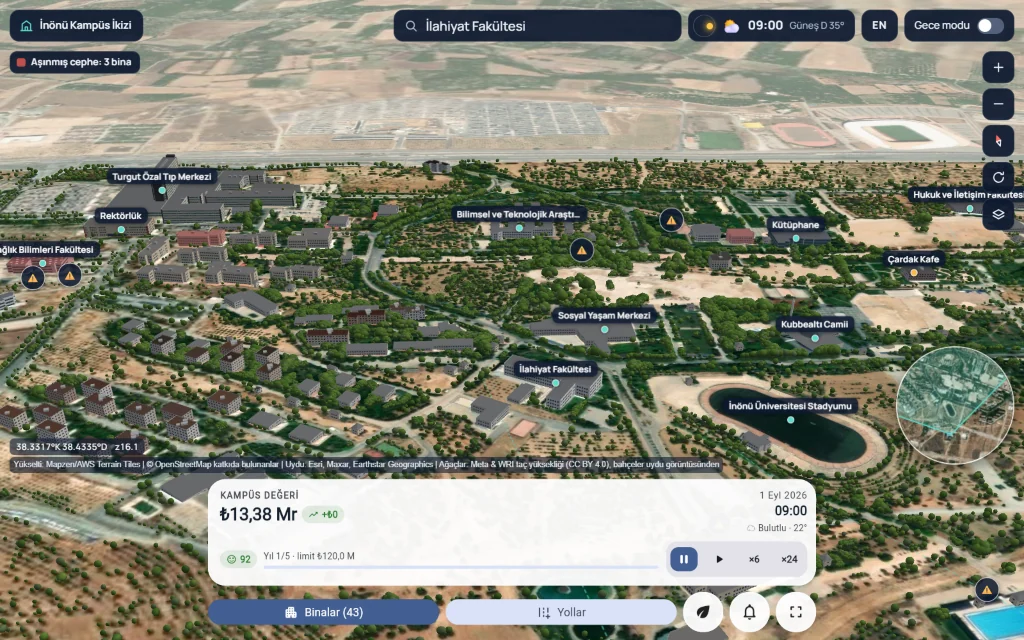 İnönü Kampüs İkizi
İlahiyat Fakültesi
09:00 Güneş D 35°
EN
Gece modu
Aşınmış cephe: 3 bina
Turgut Özal Tıp Merkezi
Rektörlük
Bilimsel ve Teknolojik Araştı...
Kütüphane
Hukuk ve İletişim Fakültes
ağlık Bilimleri Fakültesi
Çardak Kafe
Sosyal Yaşam Merkezi
Kubbealtı Camii
İlahiyat Fakültesi
İnönü Üniversitesi Stadyumu
38.3317°K 38.4335°D z16.1
Yükselti: Mapzen/AWS Terrain Tiles | © OpenStreetMap katkıda bulunanlar | Uydu: Esri, Maxar, Earthstar Geographics | Ağaçlar: Meta & WRI taç yüksekliği (CC BY 4.0), bahçeler uydu görüntüsünden
KAMPÜS DEĞERİ
₺13,38 Mr +₺0
1 Eyl 2026
09:00
Bulutlu · 22°
92
Yıl 1/5 · limit ₺120,0 M
×6
×24
Binalar (43)
Yollar